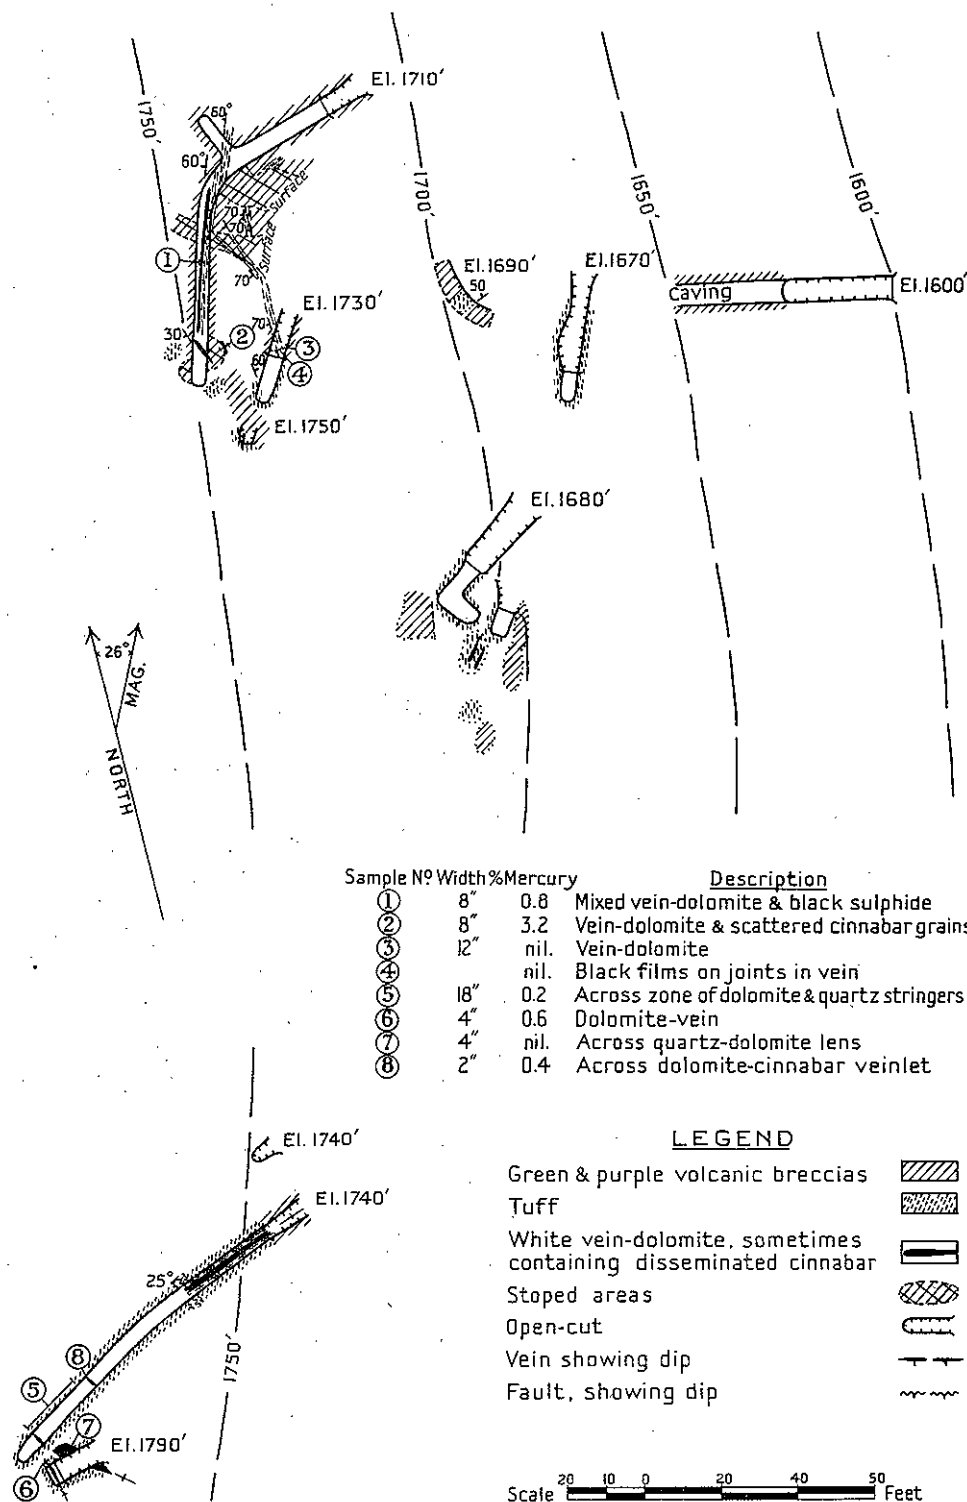 El. 1710'
1750'
60°
60°
Surface
70
70
Surface
70°
①
El. 1730'
30
②
70
60
③
④
El. 1750'
1700'
El. 1690'
50
1650'
El. 1670'
1600'
Caving
El. 1600'
El. 1680'
26°
MAG.
NORTH
Sample Nº Width % Mercury Description
① 8" 0.8 Mixed vein-dolomite & black sulphide
② 8" 3.2 Vein-dolomite & scattered cinnabar grains
③ 12" nil. Vein-dolomite
④ nil. Black films on joints in vein
⑤ 18" 0.2 Across zone of dolomite & quartz stringers
⑥ 4" 0.6 Dolomite-vein
⑦ 4" nil. Across quartz-dolomite lens
⑧ 2" 0.4 Across dolomite-cinnabar veinlet
El. 1740'
El. 1740'
25°
1750'
⑧
⑤
⑦
El. 1790'
⑥
LEGEND
Green & purple volcanic breccias
Tuff
White vein-dolomite, sometimes
containing disseminated cinnabar
Stoped areas
Open-cut
Vein showing dip
Fault, showing dip
Scale 20 10 0 20 40 50 Feet